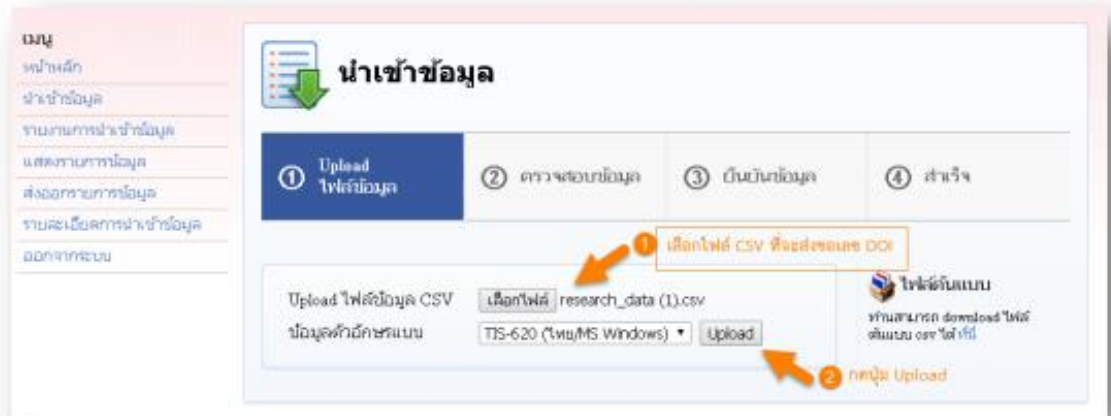 เมนู
หน้าหลัก
นำเข้าข้อมูล
รายงานการนำเข้าข้อมูล
แสดงรายการข้อมูล
ส่งออกรายการข้อมูล
รายละเอียดการนำเข้าข้อมูล
ออกจากระบบ
นำเข้าข้อมูล
1 Upload
ไฟล์ข้อมูล
2 ตรวจสอบข้อมูล
3 ยืนยันข้อมูล
4 สำเร็จ
1 เลือกไฟล์ CSV ที่จะส่งขอเลข DOI
Upload ไฟล์ข้อมูล CSV เลือกไฟล์ research_data (1).csv
ข้อมูลตัวอักษรแบบ TIS-620 (ไทย/MS Windows) Upload
ไฟล์ต้นแบบ
ท่านสามารถ download ไฟล์
ต้นแบบ csv ได้ที่นี่
2 กดปุ่ม Upload